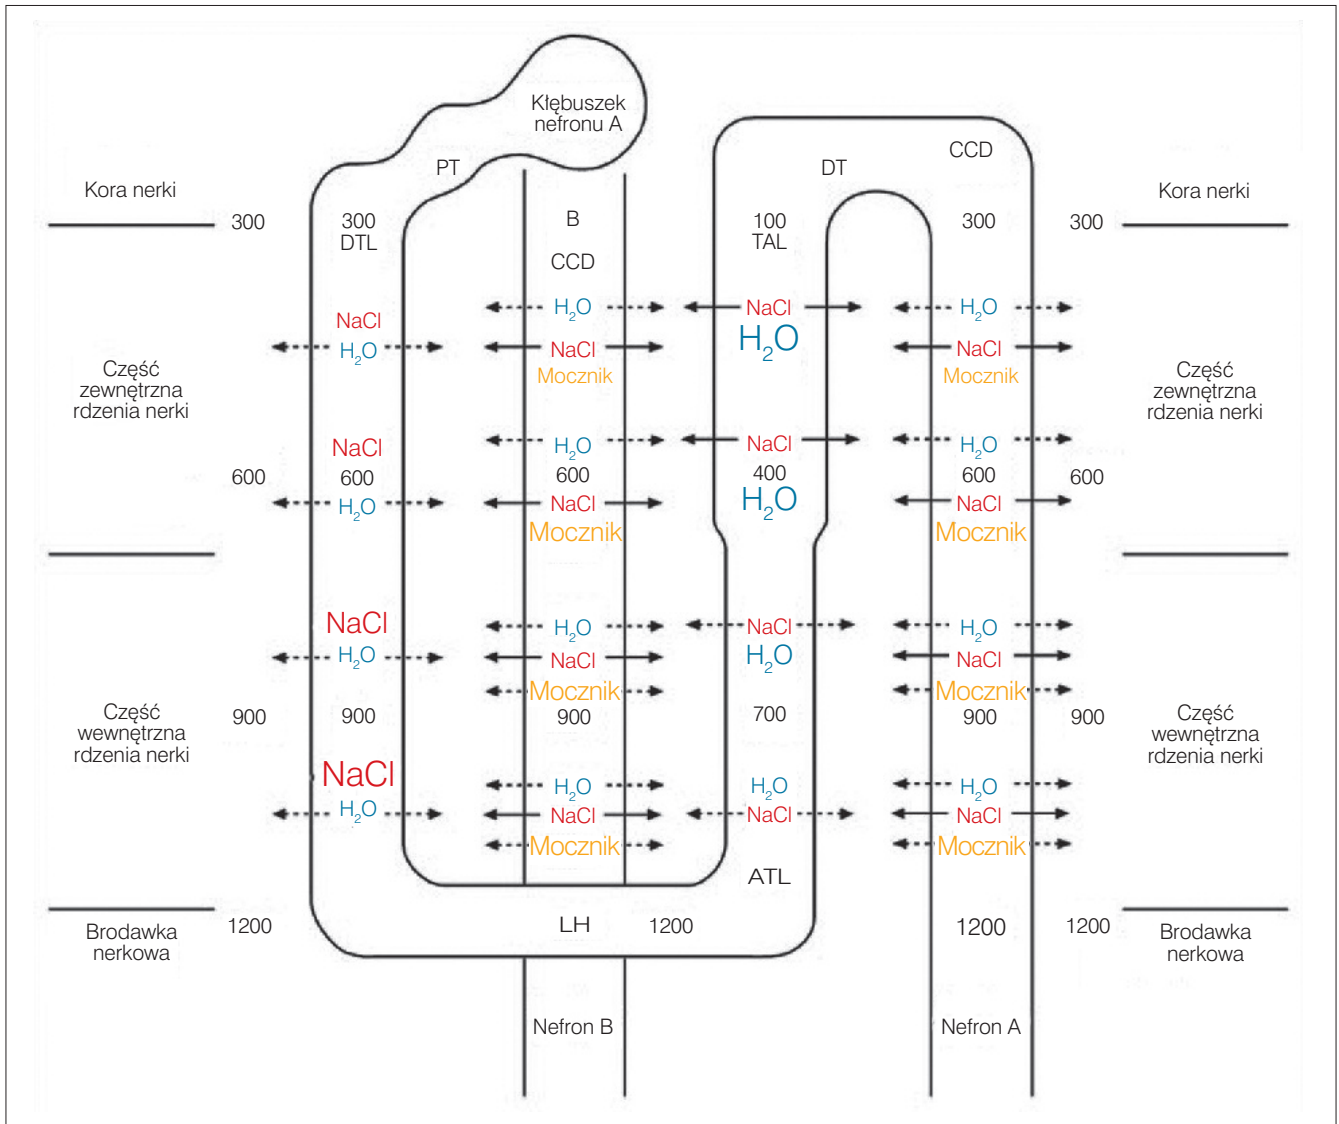 Kłębuszek
nefronu A
PT
DT
CCD
Kora nerki
Kora nerki
300
300
DTL
B
CCD
100
TAL
300
300
H₂O
NaCl
H₂O
NaCl
H₂O
NaCl
H₂O
NaCl
Mocznik
NaCl
Mocznik
Część
zewnętrzna
rdzenia nerki
Część
zewnętrzna
rdzenia nerki
NaCl
H₂O
NaCl
H₂O
600
600
600
400
600
600
H₂O
NaCl
H₂O
NaCl
Mocznik
Mocznik
NaCl
H₂O
H₂O
NaCl
Mocznik
NaCl
H₂O
H₂O
NaCl
Mocznik
Część
wewnętrzna
rdzenia nerki
900
900
900
700
900
900
Część
wewnętrzna
rdzenia nerki
NaCl
H₂O
H₂O
NaCl
Mocznik
H₂O
NaCl
H₂O
NaCl
Mocznik
ATL
Brodawka
nerkowa
1200
LH
1200
1200
1200
Brodawka
nerkowa
Nefron B
Nefron A